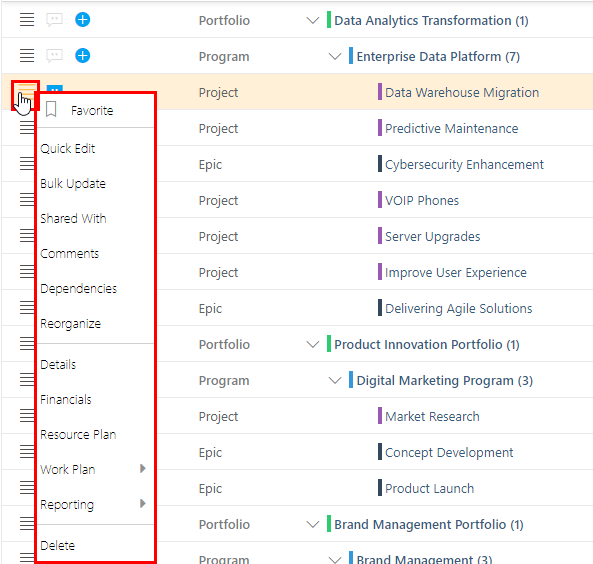 Portfolio Data Analytics Transformation (1)
Program Enterprise Data Platform (7)
Project Data Warehouse Migration
Favorite
Project Predictive Maintenance
Quick Edit
Epic Cybersecurity Enhancement
Bulk Update
Project VOIP Phones
Shared With
Project Server Upgrades
Comments
Project Improve User Experience
Dependencies
Epic Delivering Agile Solutions
Reorganize
Portfolio Product Innovation Portfolio (1)
Details
Program Digital Marketing Program (3)
Financials
Project Market Research
Resource Plan
Epic Concept Development
Work Plan
Epic Product Launch
Reporting
Portfolio Brand Management Portfolio (1)
Delete
Program Brand Management (3)